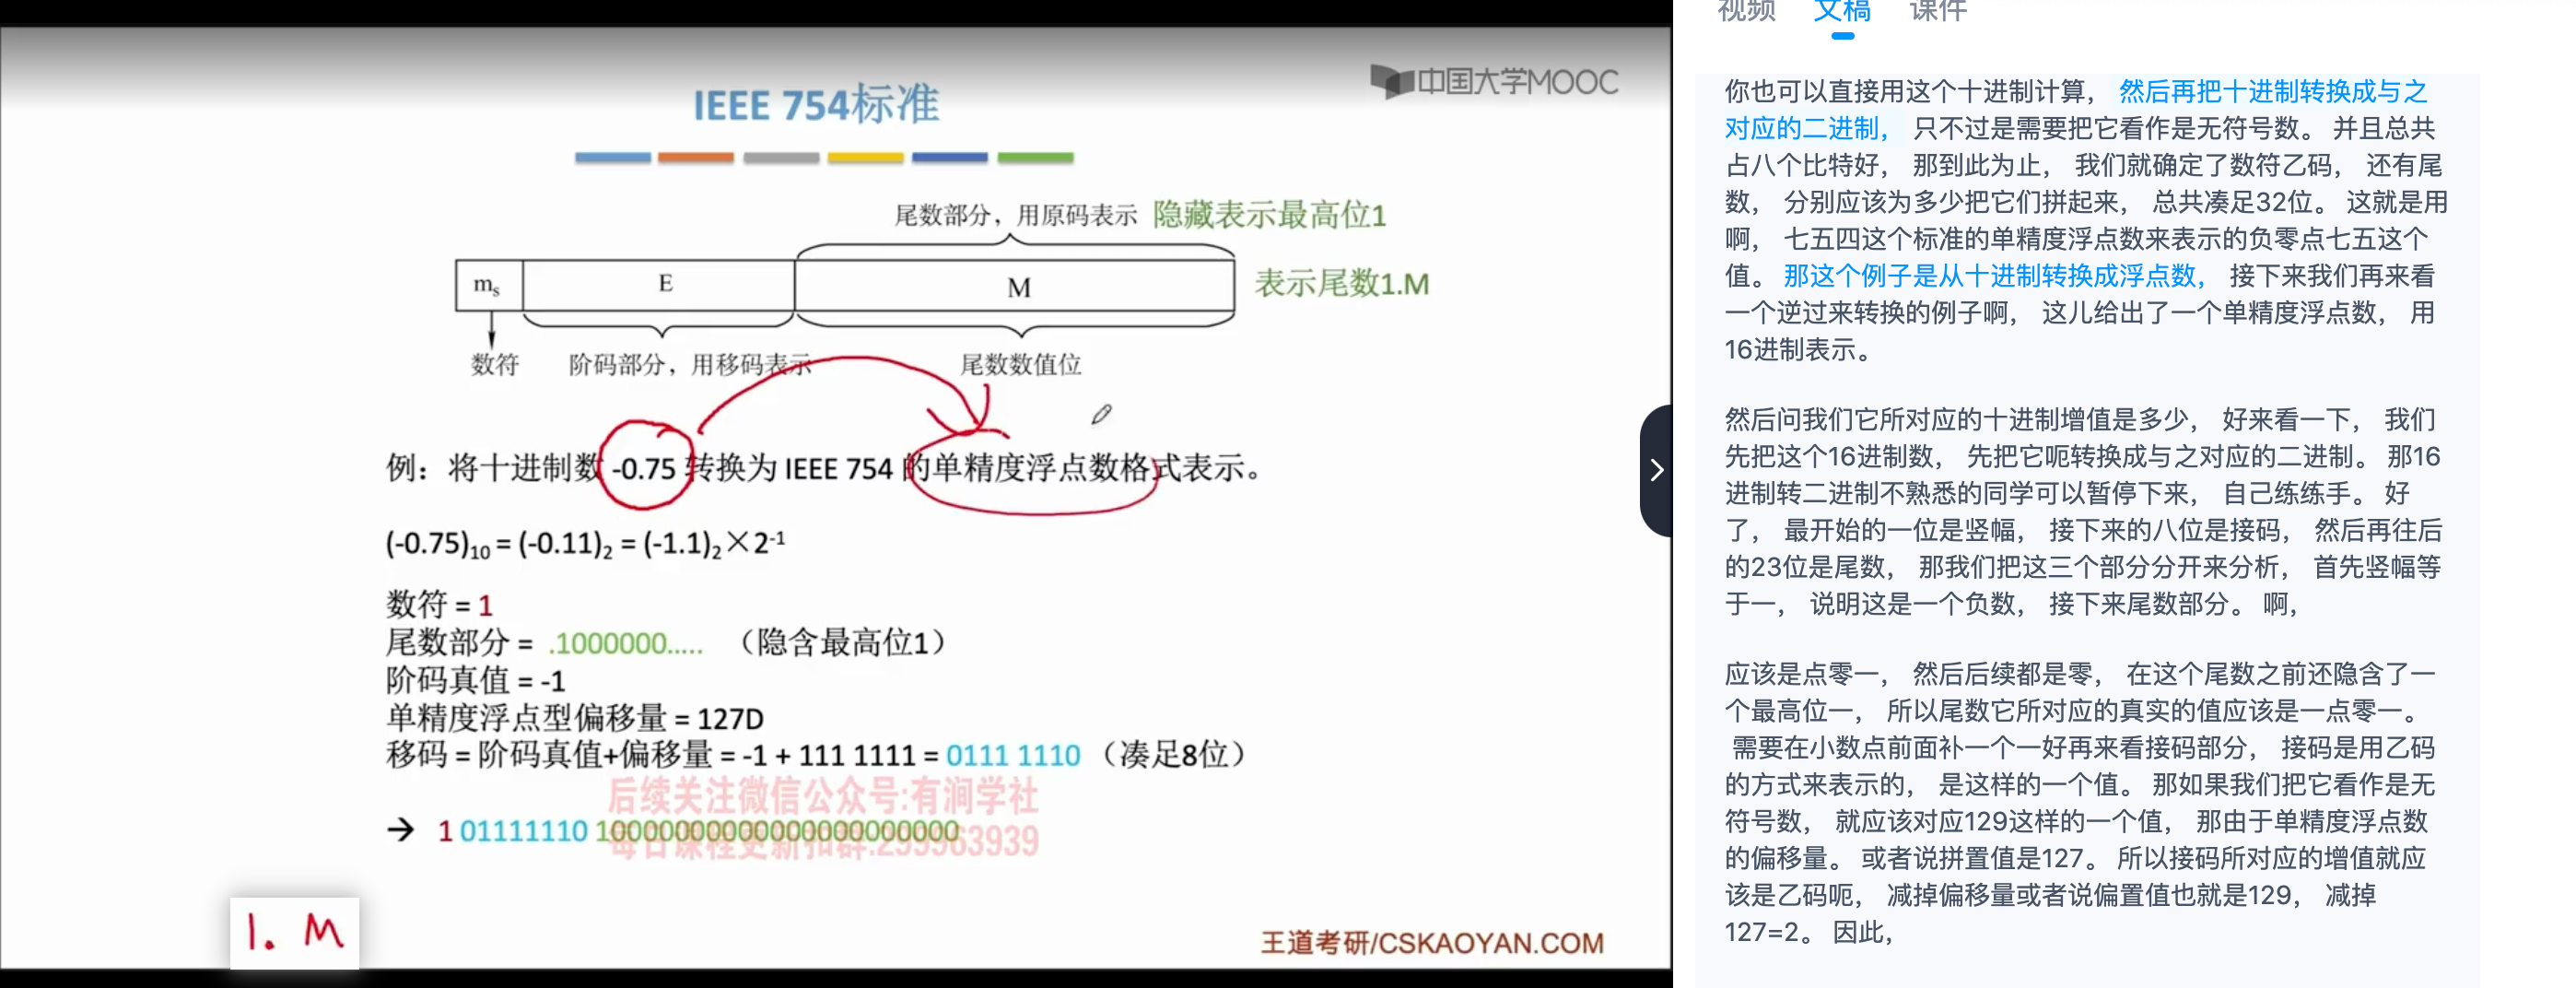 中国大学MOOC
IEEE 754标准
尾数部分，用原码表示 隐藏表示最高位1
mₛ E M 表示尾数1.M
数符 阶码部分，用移码表示 尾数数值位
例：将十进制数 -0.75 转换为 IEEE 754 的单精度浮点数格式表示。
(-0.75)₁₀ = (-0.11)₂ = (-1.1)₂×2⁻¹
数符 = 1
尾数部分 = .1000000..... （隐含最高位1）
阶码真值 = -1
单精度浮点型偏移量 = 127D
移码 = 阶码真值+偏移量 = -1 + 111 1111 = 0111 1110 （凑足8位）
后续关注微信公众号:有涧学社
→ 1 01111110 10000000000000000000000
每日课程更新扣群:299963939
1. M
王道考研/CSKAOYAN.COM
视频 文稿 课件
你也可以直接用这个十进制计算， 然后再把十进制转换成与之
对应的二进制， 只不过是需要把它看作是无符号数。 并且总共
占八个比特好， 那到此为止， 我们就确定了数符乙码， 还有尾
数， 分别应该为多少把它们拼起来， 总共凑足32位。 这就是用
啊， 七五四这个标准的单精度浮点数来表示的负零点七五这个
值。 那这个例子是从十进制转换成浮点数， 接下来我们再来看
一个逆过来转换的例子啊， 这儿给出了一个单精度浮点数， 用
16进制表示。
然后问我们它所对应的十进制增值是多少， 好来看一下， 我们
先把这个16进制数， 先把它呃转换成与之对应的二进制。 那16
进制转二进制不熟悉的同学可以暂停下来， 自己练练手。 好
了， 最开始的一位是竖幅， 接下来的八位是接码， 然后再往后
的23位是尾数， 那我们把这三个部分分开来分析， 首先竖幅等
于一， 说明这是一个负数， 接下来尾数部分。 啊，
应该是点零一， 然后后续都是零， 在这个尾数之前还隐含了一
个最高位一， 所以尾数它所对应的真实的值应该是一点零一。
需要在小数点前面补一个一好再来看接码部分， 接码是用乙码
的方式来表示的， 是这样的一个值。 那如果我们把它看作是无
符号数， 就应该对应129这样的一个值， 那由于单精度浮点数
的偏移量。 或者说拼置值是127。 所以接码所对应的增值就应
该是乙码呃， 减掉偏移量或者说偏置值也就是129， 减掉
127=2。 因此，